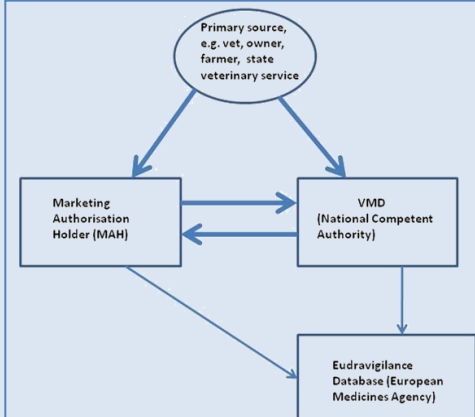 Primary source,
e.g. vet, owner,
farmer, state
veterinary service
Marketing
Authorisation
Holder (MAH)
VMD
(National Competent
Authority)
Eudravigilance
Database (European
Medicines Agency)